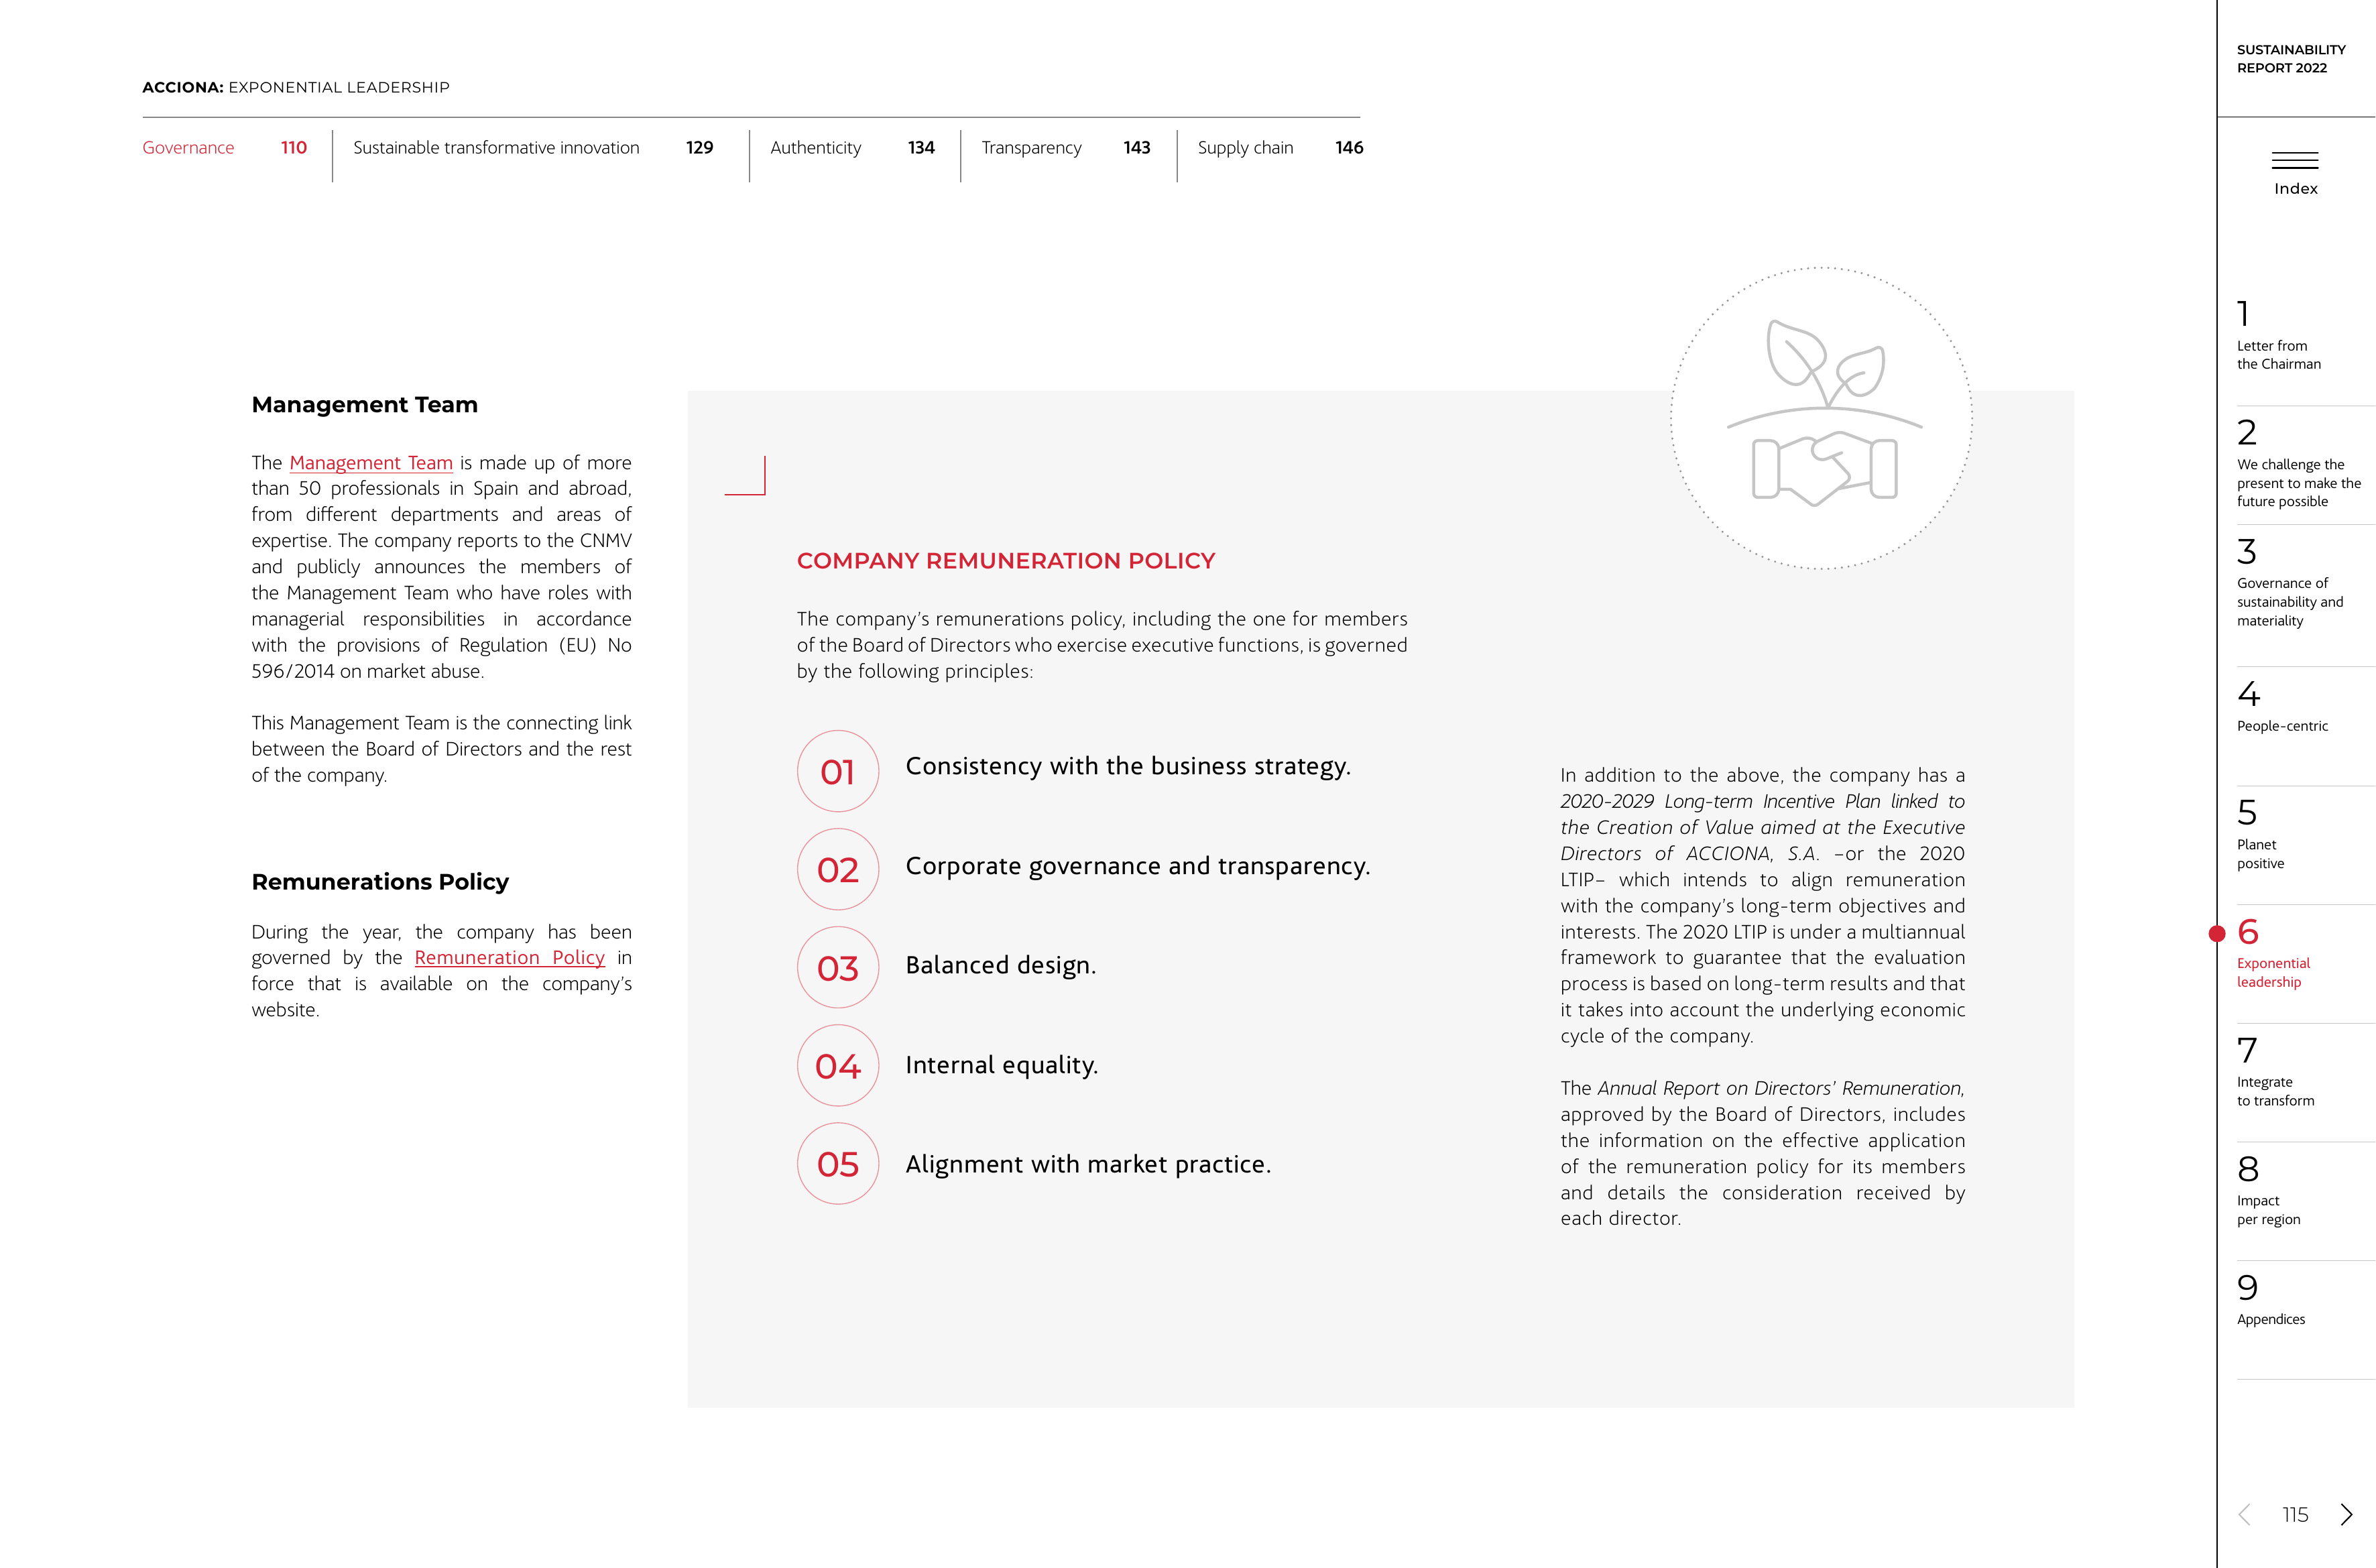 ACCIONA: EXPONENTIAL LEADERSHIP
Governance 110
Sustainable transformative innovation 129
Authenticity 134
Transparency 143
Supply chain 146
Management Team
The Management Team is made up of more
than 50 professionals in Spain and abroad,
from different departments and areas of
expertise. The company reports to the CNMV
and publicly announces the members of
the Management Team who have roles with
managerial responsibilities in accordance
with the provisions of Regulation (EU) No
596/2014 on market abuse.
This Management Team is the connecting link
between the Board of Directors and the rest
of the company.
Remunerations Policy
During the year, the company has been
governed by the Remuneration Policy in
force that is available on the company's
website.
COMPANY REMUNERATION POLICY
The company's remunerations policy, including the one for members
of the Board of Directors who exercise executive functions, is governed
by the following principles:
01 Consistency with the business strategy.
02 Corporate governance and transparency.
03 Balanced design.
04 Internal equality.
05 Alignment with market practice.
In addition to the above, the company has a
2020-2029 Long-term Incentive Plan linked to
the Creation of Value aimed at the Executive
Directors of ACCIONA, S.A. –or the 2020
LTIP– which intends to align remuneration
with the company's long-term objectives and
interests. The 2020 LTIP is under a multiannual
framework to guarantee that the evaluation
process is based on long-term results and that
it takes into account the underlying economic
cycle of the company.
The Annual Report on Directors' Remuneration,
approved by the Board of Directors, includes
the information on the effective application
of the remuneration policy for its members
and details the consideration received by
each director.
SUSTAINABILITY
REPORT 2022
Index
1
Letter from
the Chairman
2
We challenge the
present to make the
future possible
3
Governance of
sustainability and
materiality
4
People-centric
5
Planet
positive
6
Exponential
leadership
7
Integrate
to transform
8
Impact
per region
9
Appendices
115